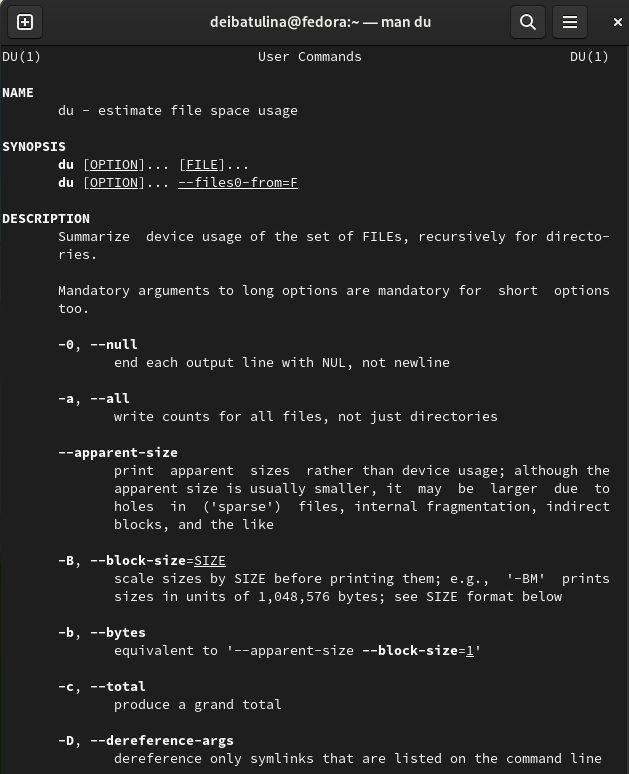 deibatulina@fedora:~ — man du
DU(1) User Commands DU(1)
NAME
du - estimate file space usage
SYNOPSIS
du [OPTION]... [FILE]...
du [OPTION]... --files0-from=F
DESCRIPTION
Summarize device usage of the set of FILEs, recursively for directo-
ries.
Mandatory arguments to long options are mandatory for short options
too.
-0, --null
end each output line with NUL, not newline
-a, --all
write counts for all files, not just directories
--apparent-size
print apparent sizes rather than device usage; although the
apparent size is usually smaller, it may be larger due to
holes in ('sparse') files, internal fragmentation, indirect
blocks, and the like
-B, --block-size=SIZE
scale sizes by SIZE before printing them; e.g., '-BM' prints
sizes in units of 1,048,576 bytes; see SIZE format below
-b, --bytes
equivalent to '--apparent-size --block-size=1'
-c, --total
produce a grand total
-D, --dereference-args
dereference only symlinks that are listed on the command line